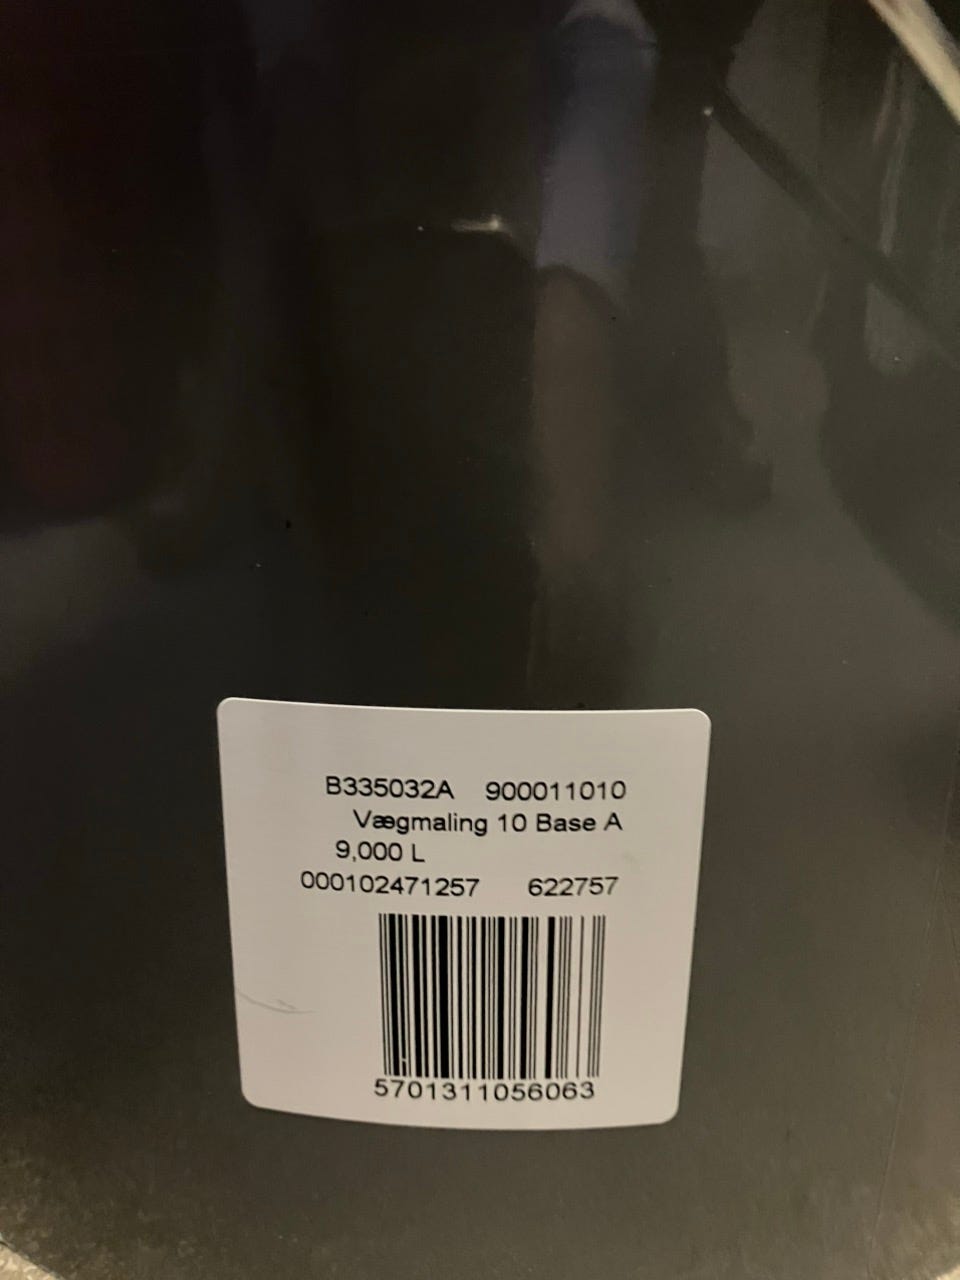 B335032A 900011010
Vægmaling 10 Base A
9,000 L
000102471257 622757
5701311056063